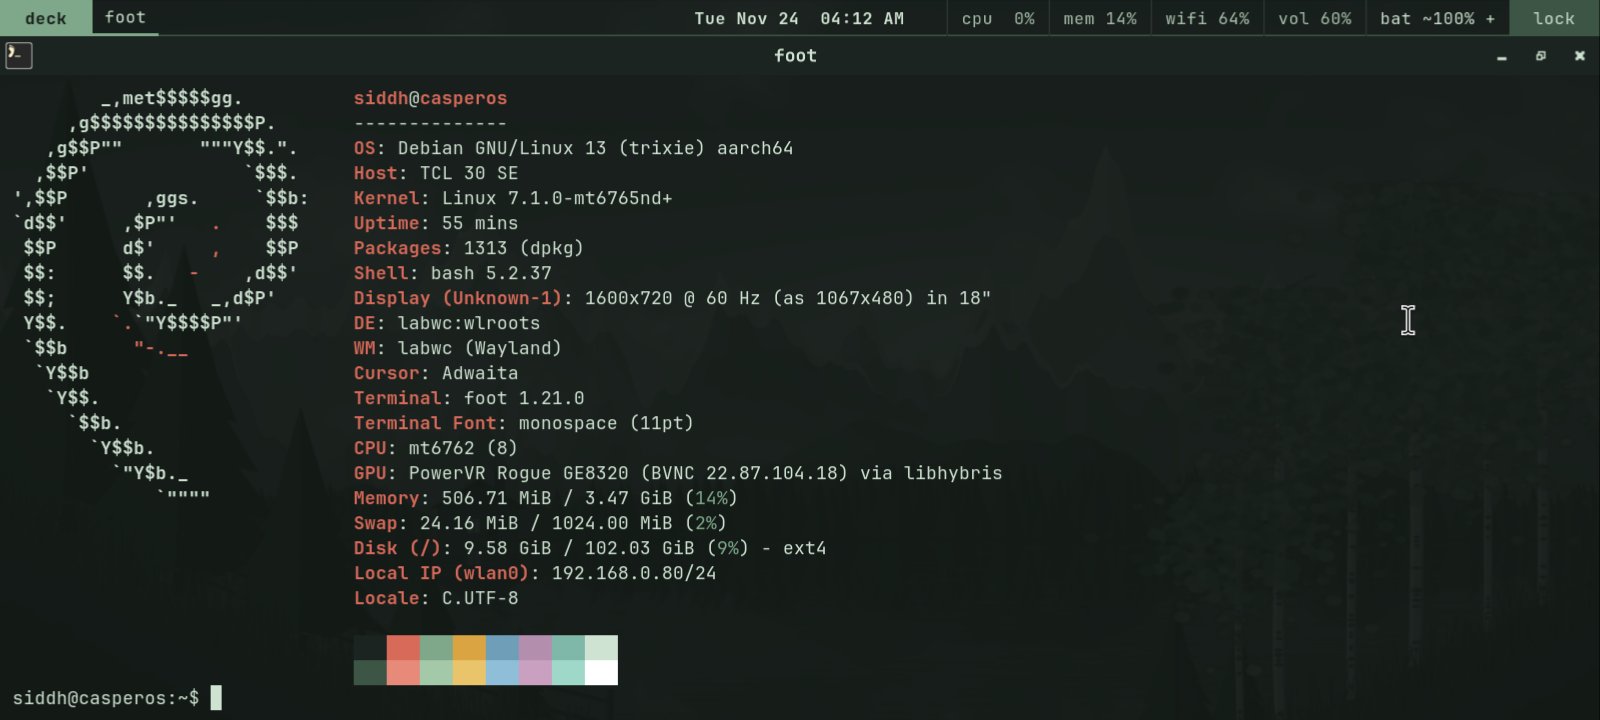 deck foot Tue Nov 24 04:12 AM cpu 0% mem 14% wifi 64% vol 60% bat ~100% + lock
foot
_,met$$$$$gg.
,g$$$$$$$$$$$$$$$P.
,g$$P"" """Y$$.".
,$$P' `$$$.
',$$P ,ggs. `$$b:
`d$$' ,$P"' . $$$
$$P d$' , $$P
$$: $$. - ,d$$'
$$; Y$b._ _,d$P'
Y$$. `.`"Y$$$$P"'
`$$b "-.__
`Y$$b
`Y$$.
`$$b.
`Y$$b.
`"Y$b._
`""""
siddh@casperos
--------------
OS: Debian GNU/Linux 13 (trixie) aarch64
Host: TCL 30 SE
Kernel: Linux 7.1.0-mt6765nd+
Uptime: 55 mins
Packages: 1313 (dpkg)
Shell: bash 5.2.37
Display (Unknown-1): 1600x720 @ 60 Hz (as 1067x480) in 18"
DE: labwc:wlroots
WM: labwc (Wayland)
Cursor: Adwaita
Terminal: foot 1.21.0
Terminal Font: monospace (11pt)
CPU: mt6762 (8)
GPU: PowerVR Rogue GE8320 (BVNC 22.87.104.18) via libhybris
Memory: 506.71 MiB / 3.47 GiB (14%)
Swap: 24.16 MiB / 1024.00 MiB (2%)
Disk (/): 9.58 GiB / 102.03 GiB (9%) - ext4
Local IP (wlan0): 192.168.0.80/24
Locale: C.UTF-8
siddh@casperos:~$